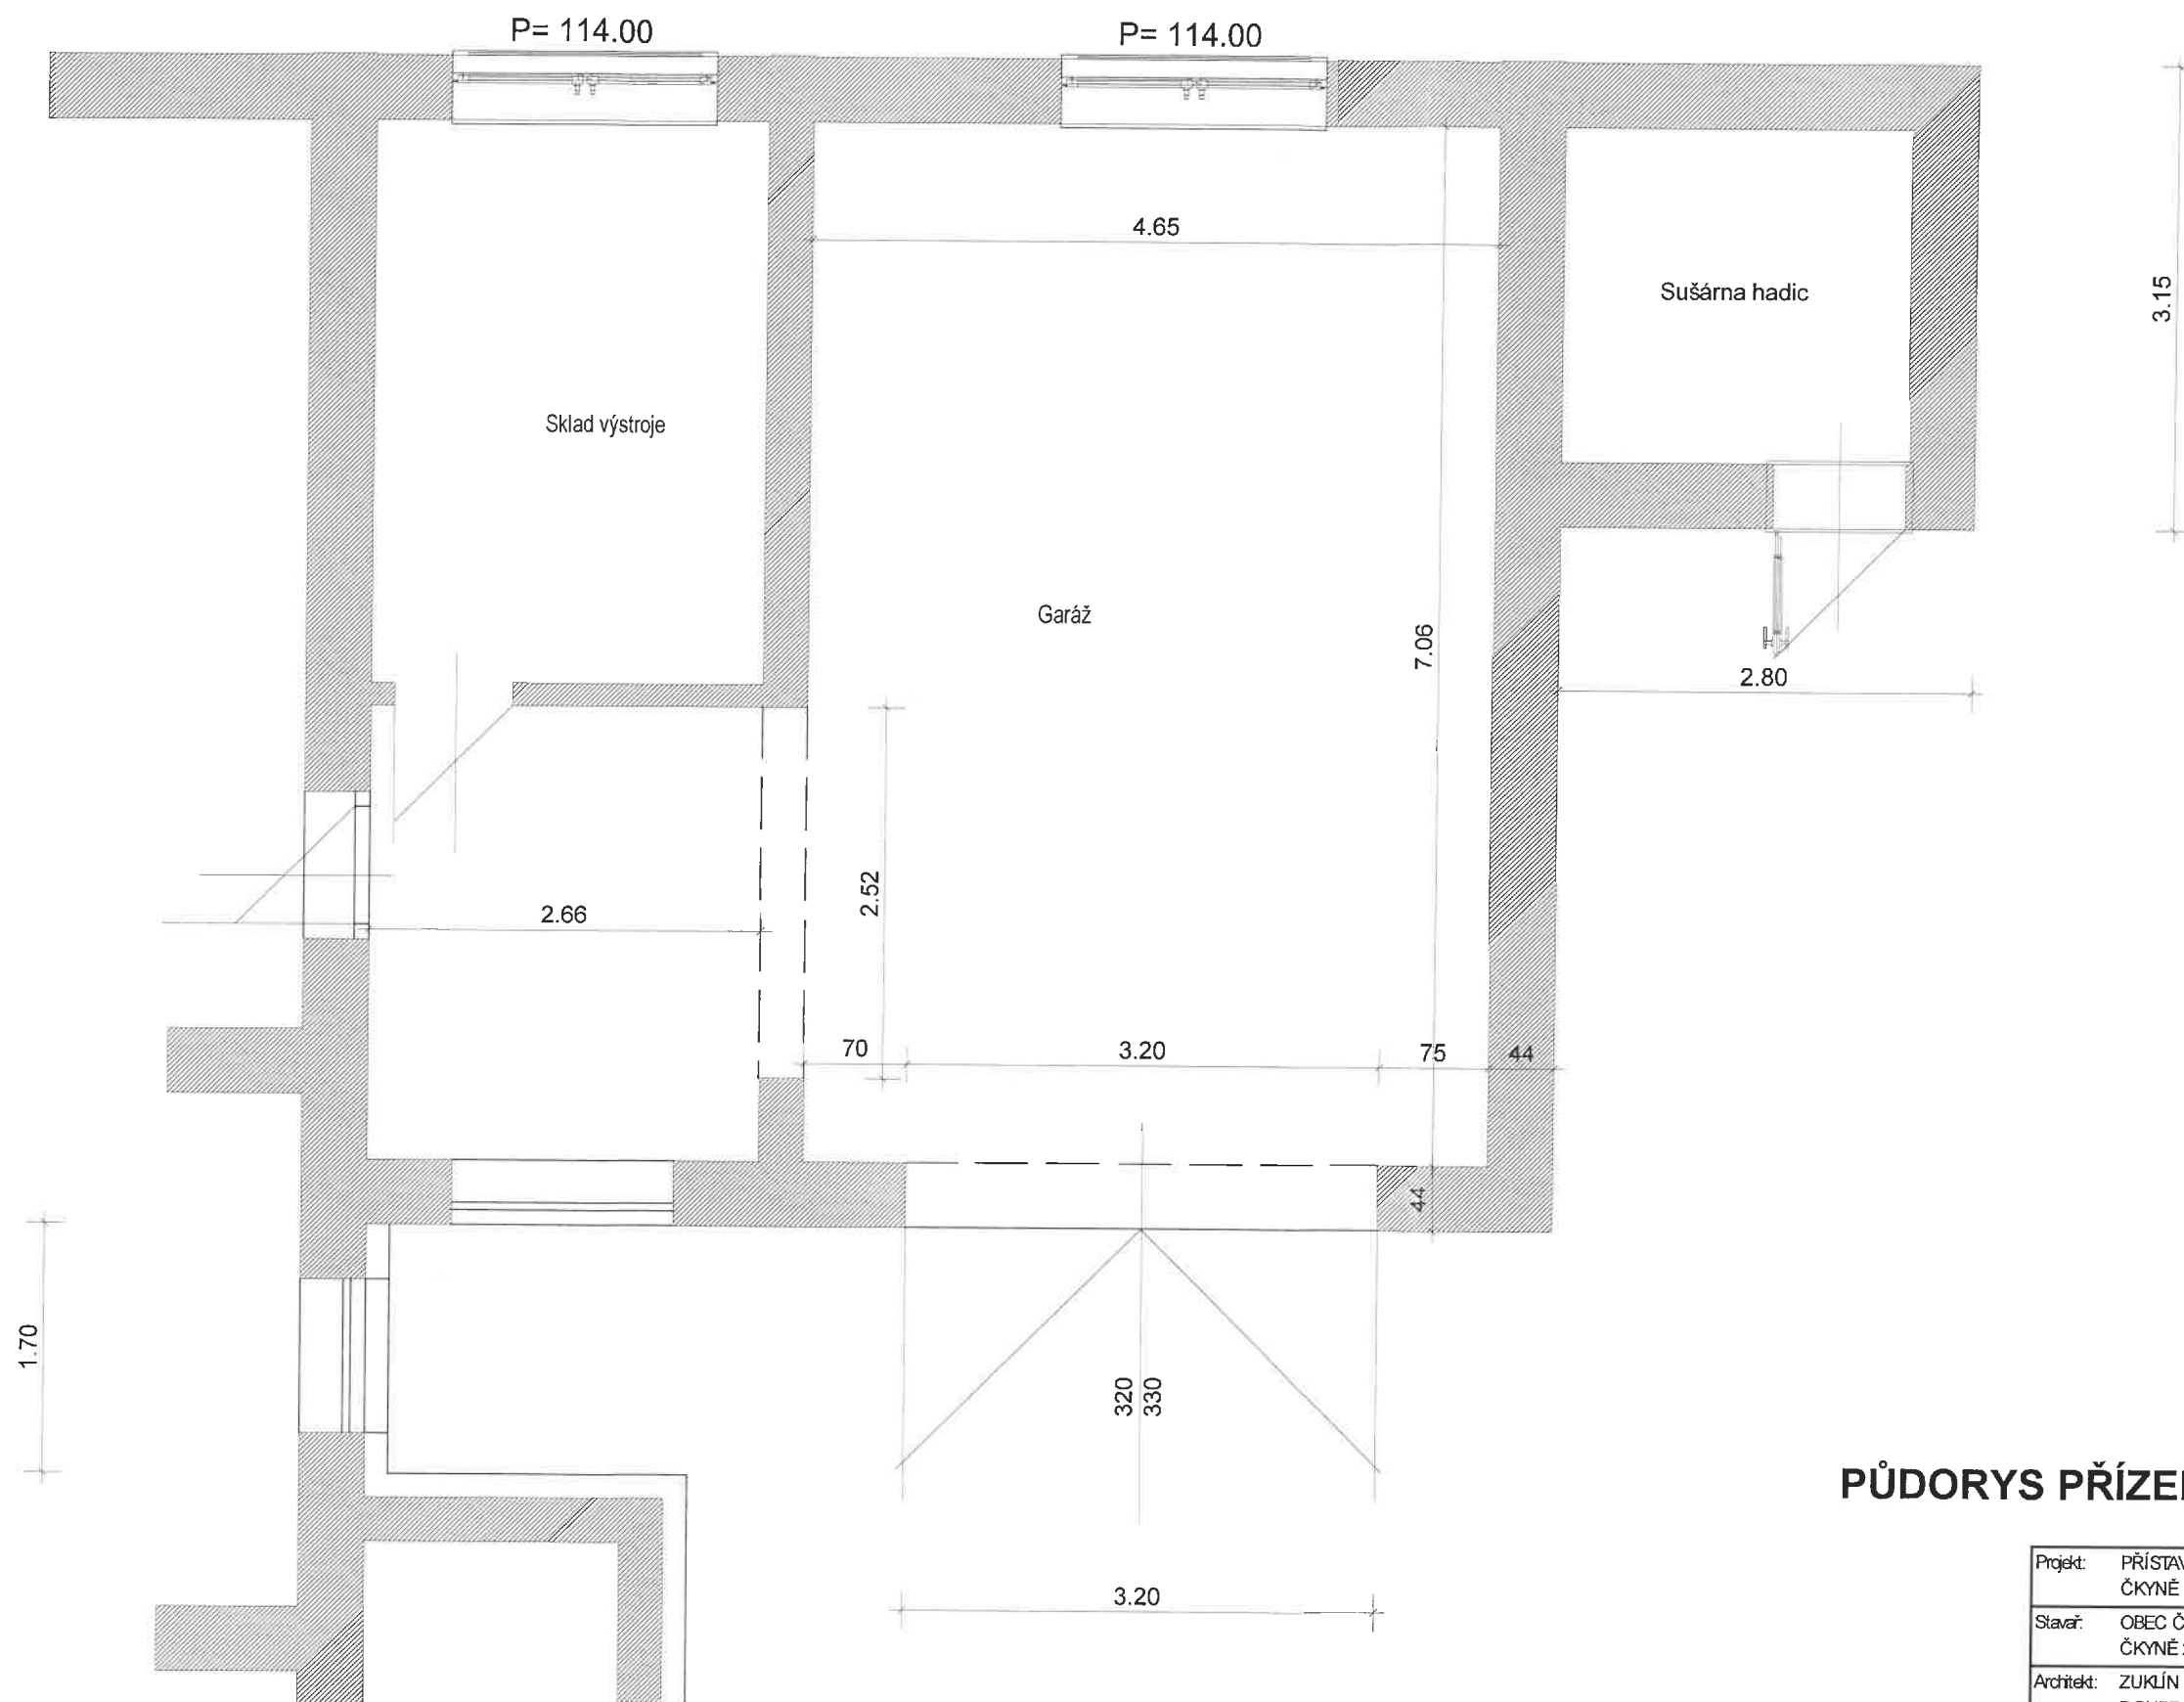 P= 114.00
P= 114.00
4.65
Sušárna hadic
3.15
Sklad výstroje
Garáž
7.06
2.80
2.52
2.66
70
3.20
75
44
44
1.70
320
330
3.20
PŮDORYS PŘÍZE
Projekt: PŘÍSTAV
ČKYNĚ
Stavař: OBEC Č
ČKYNĚ
Architekt: ZUKLÍN